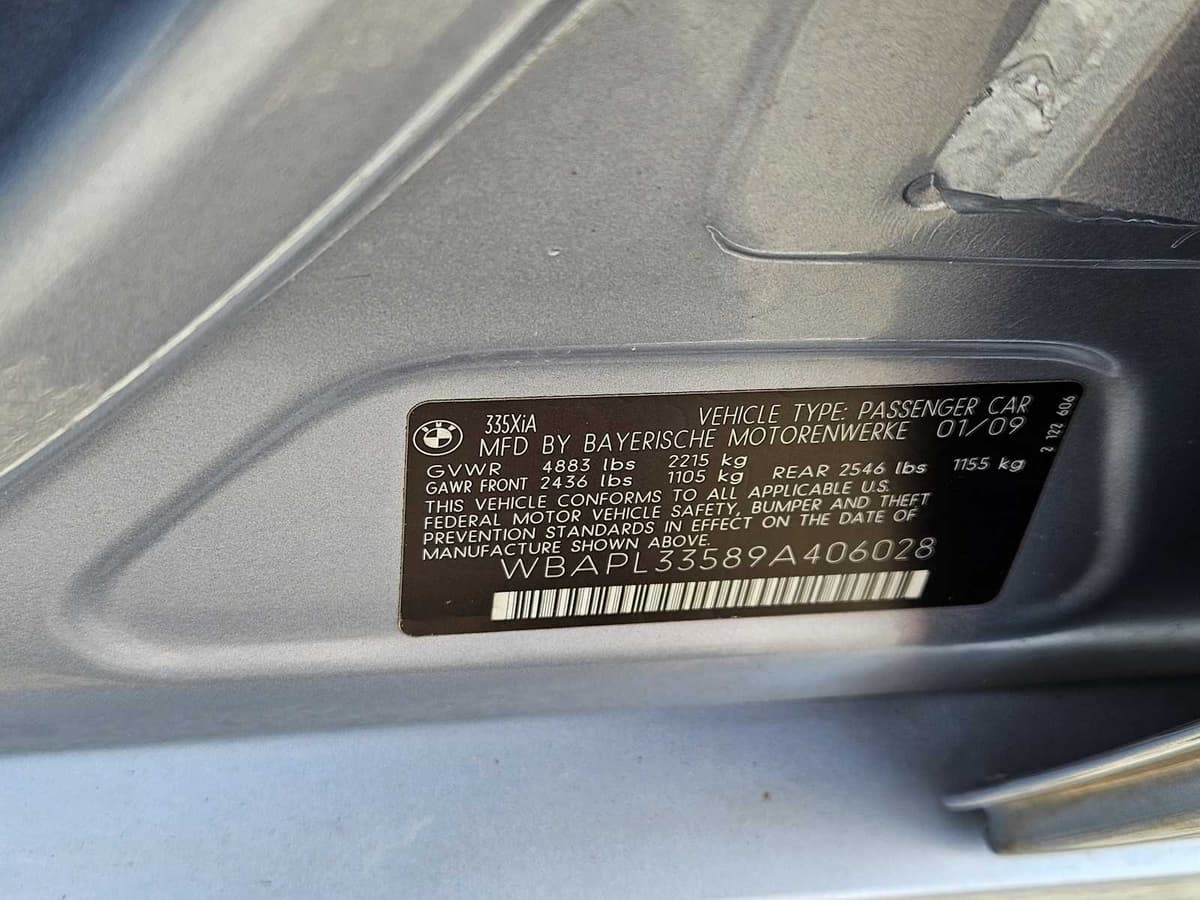 BMW
335XiA VEHICLE TYPE: PASSENGER CAR
MFD BY BAYERISCHE MOTORENWERKE 01/09
GVWR 4883 lbs 2215 kg
GAWR FRONT 2436 lbs 1105 kg REAR 2546 lbs 1155 kg
THIS VEHICLE CONFORMS TO ALL APPLICABLE U.S.
FEDERAL MOTOR VEHICLE SAFETY, BUMPER AND THEFT
PREVENTION STANDARDS IN EFFECT ON THE DATE OF
MANUFACTURE SHOWN ABOVE.
WBAPL33589A406028
2 122 606